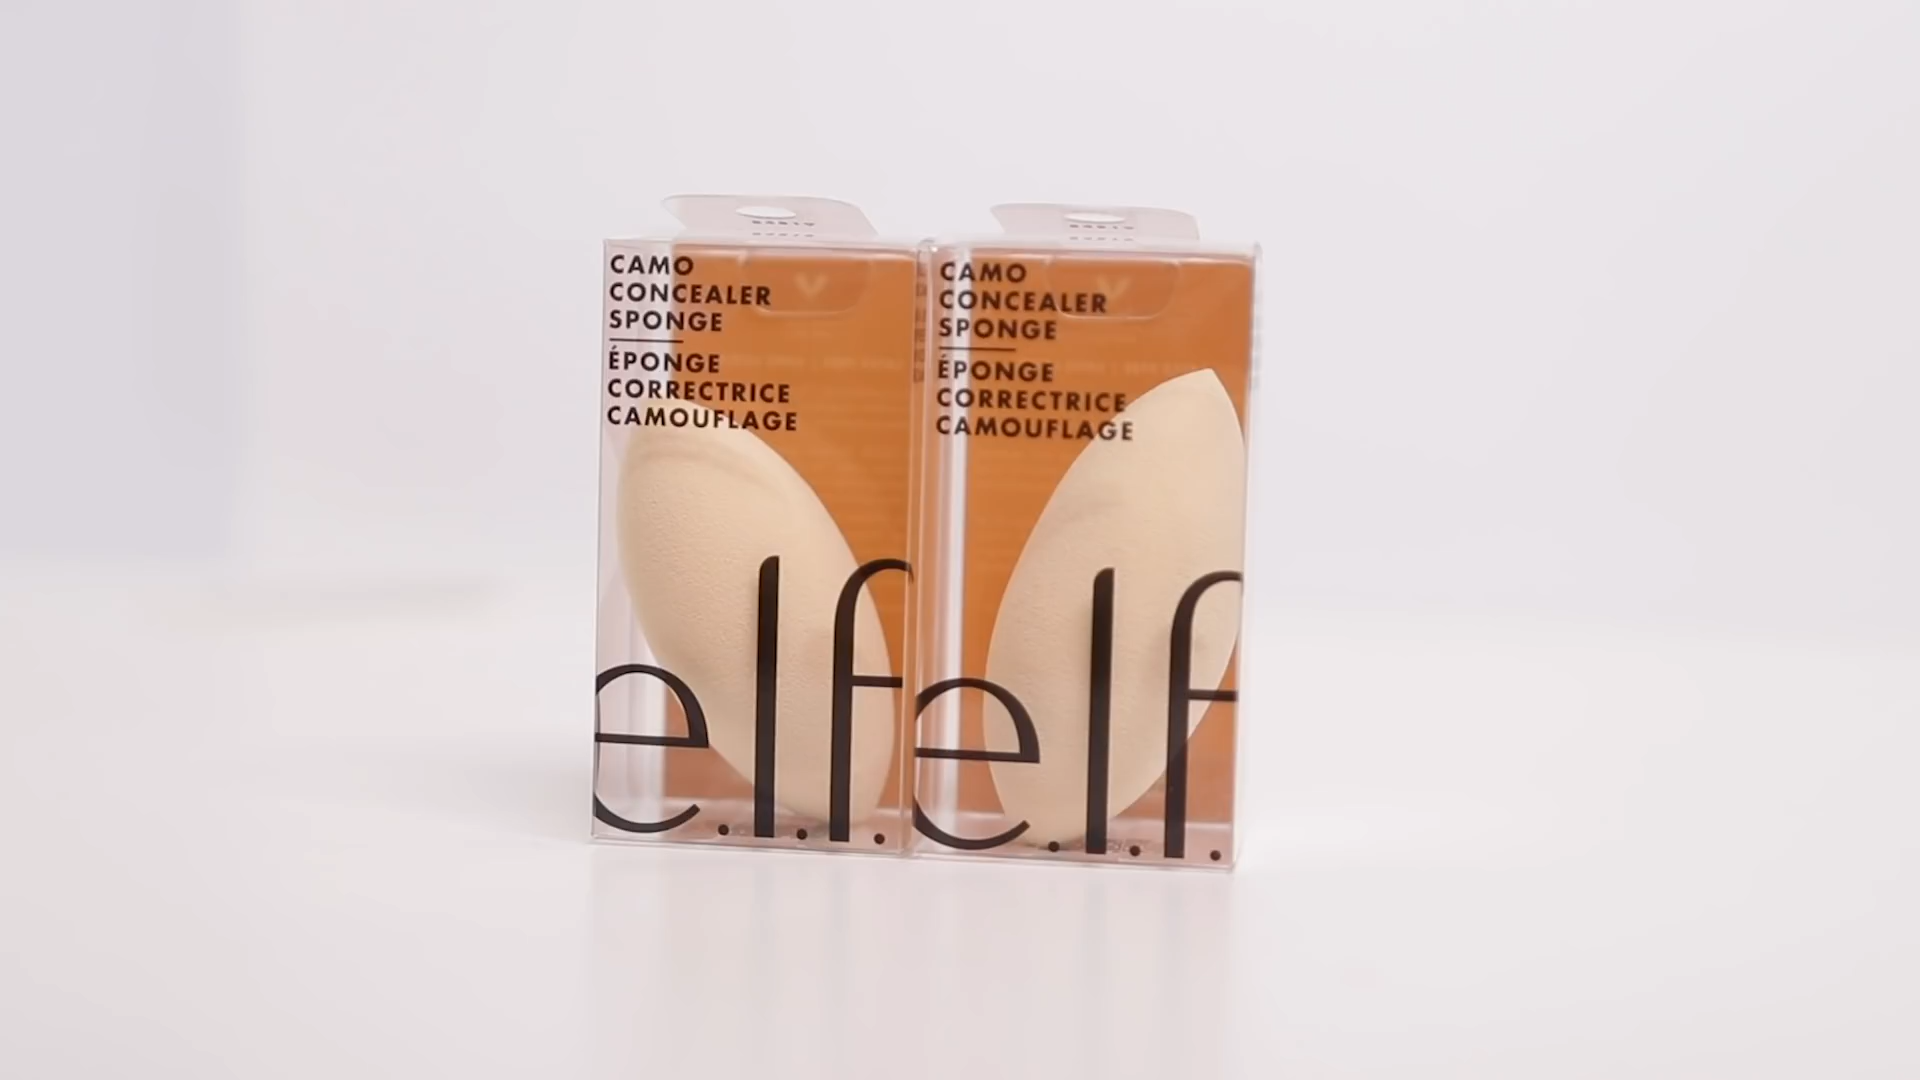 CAMO
CONCEALER
SPONGE
ÉPONGE
CORRECTRICE
CAMOUFLAGE
e.l.f.
CAMO
CONCEALER
SPONGE
ÉPONGE
CORRECTRICE
CAMOUFLAGE
e.l.f.